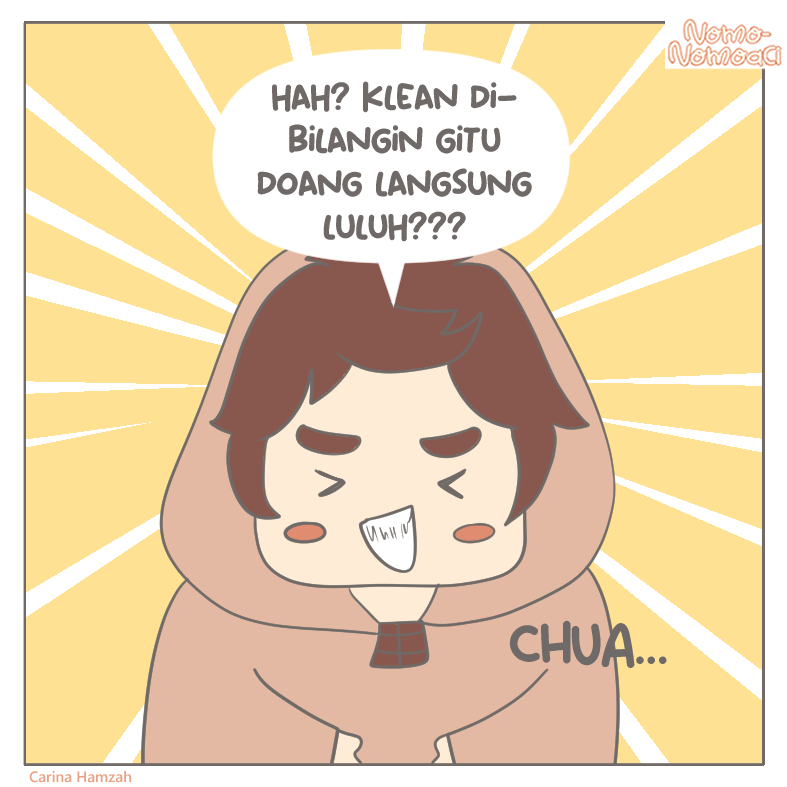 Nomo-
Nomoaci
HAH? KLEAN Di-
BiLANGiN GiTU
DOANG LANGSUNG
LULUH???
CHUA...
Carina Hamzah